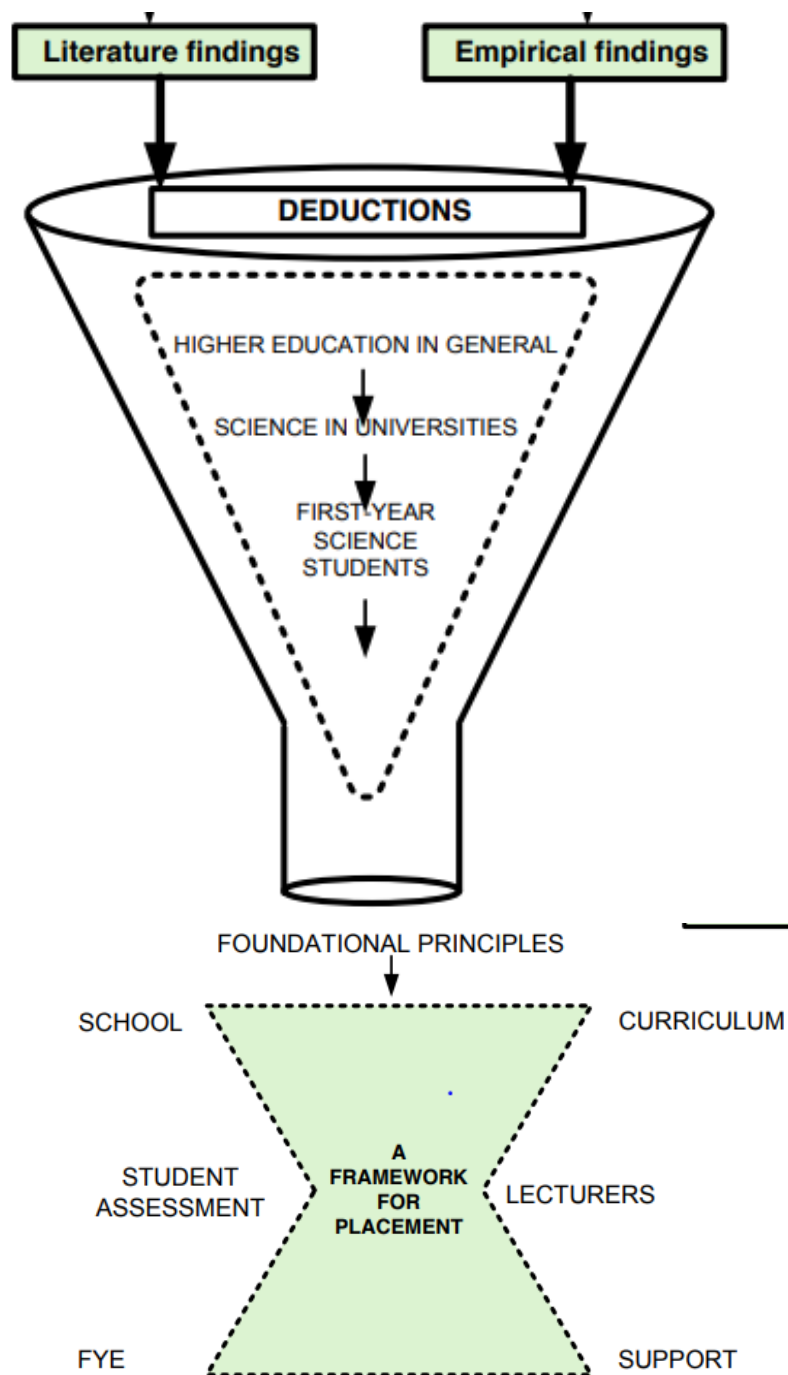 Literature findings
Empirical findings
DEDUCTIONS
HIGHER EDUCATION IN GENERAL
SCIENCE IN UNIVERSITIES
FIRST-YEAR
SCIENCE
STUDENTS
FOUNDATIONAL PRINCIPLES
SCHOOL
CURRICULUM
A
FRAMEWORK
FOR
PLACEMENT
STUDENT
ASSESSMENT
LECTURERS
FYE
SUPPORT